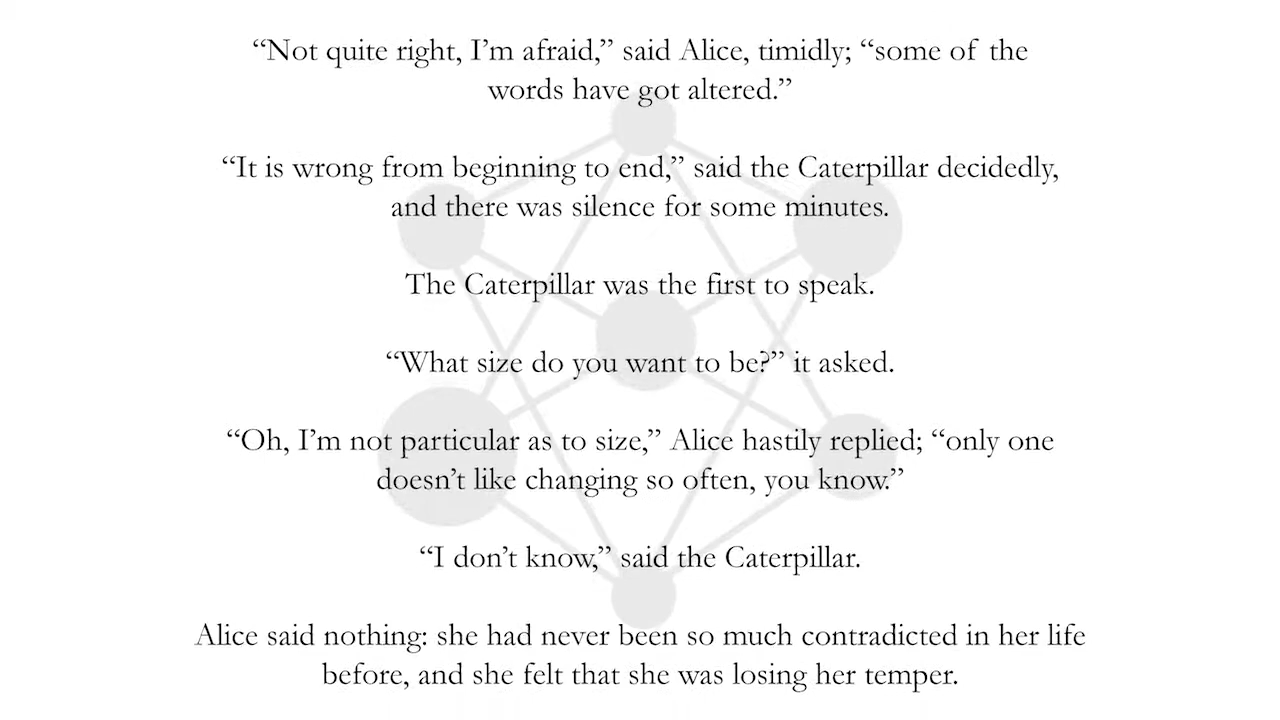 “Not quite right, I’m afraid,” said Alice, timidly; “some of the
words have got altered.”
“It is wrong from beginning to end,” said the Caterpillar decidedly,
and there was silence for some minutes.
The Caterpillar was the first to speak.
“What size do you want to be?” it asked.
“Oh, I’m not particular as to size,” Alice hastily replied; “only one
doesn’t like changing so often, you know.”
“I don’t know,” said the Caterpillar.
Alice said nothing: she had never been so much contradicted in her life
before, and she felt that she was losing her temper.